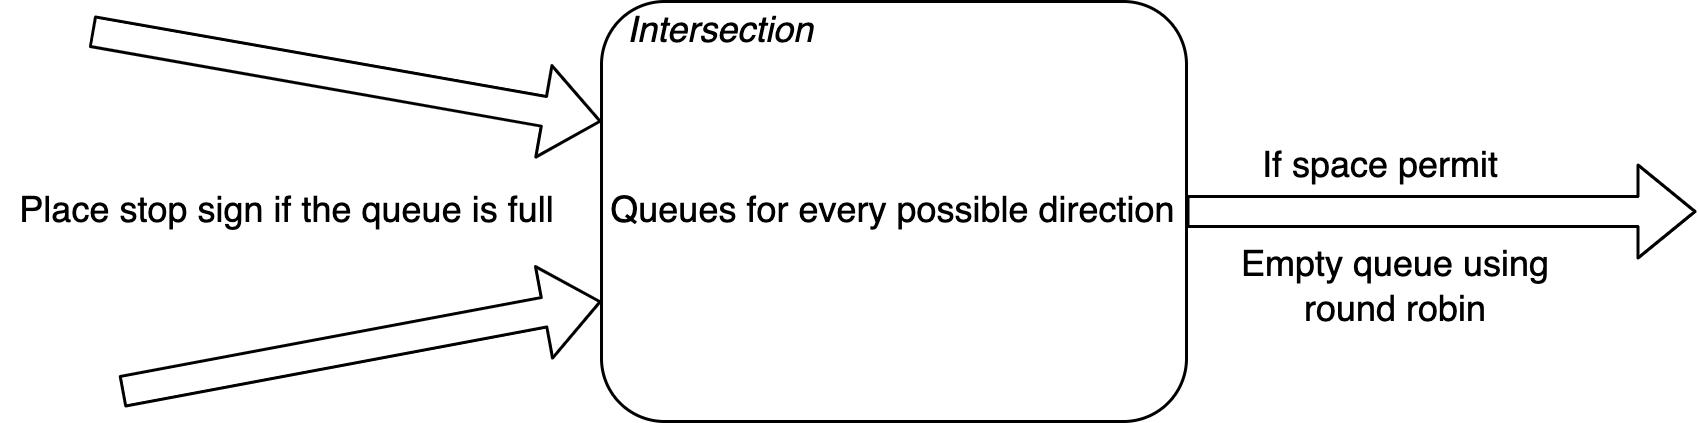 Intersection
Place stop sign if the queue is full
Queues for every possible direction
If space permit
Empty queue using
round robin